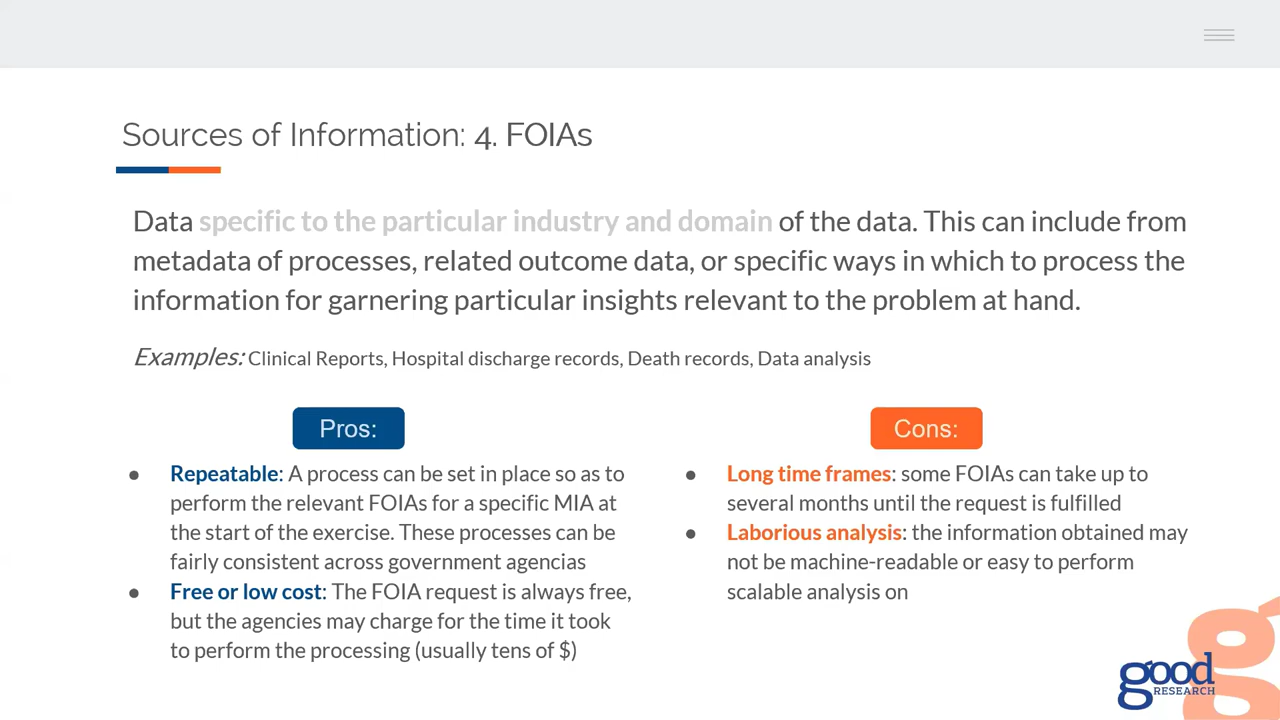 Sources of Information: 4. FOIAs
Data specific to the particular industry and domain of the data. This can include from
metadata of processes, related outcome data, or specific ways in which to process the
information for garnering particular insights relevant to the problem at hand.
Examples: Clinical Reports, Hospital discharge records, Death records, Data analysis
Pros:
● Repeatable: A process can be set in place so as to
perform the relevant FOIAs for a specific MIA at
the start of the exercise. These processes can be
fairly consistent across government agencias
● Free or low cost: The FOIA request is always free,
but the agencies may charge for the time it took
to perform the processing (usually tens of $)
Cons:
● Long time frames: some FOIAs can take up to
several months until the request is fulfilled
● Laborious analysis: the information obtained may
not be machine-readable or easy to perform
scalable analysis on
good
RESEARCH
g